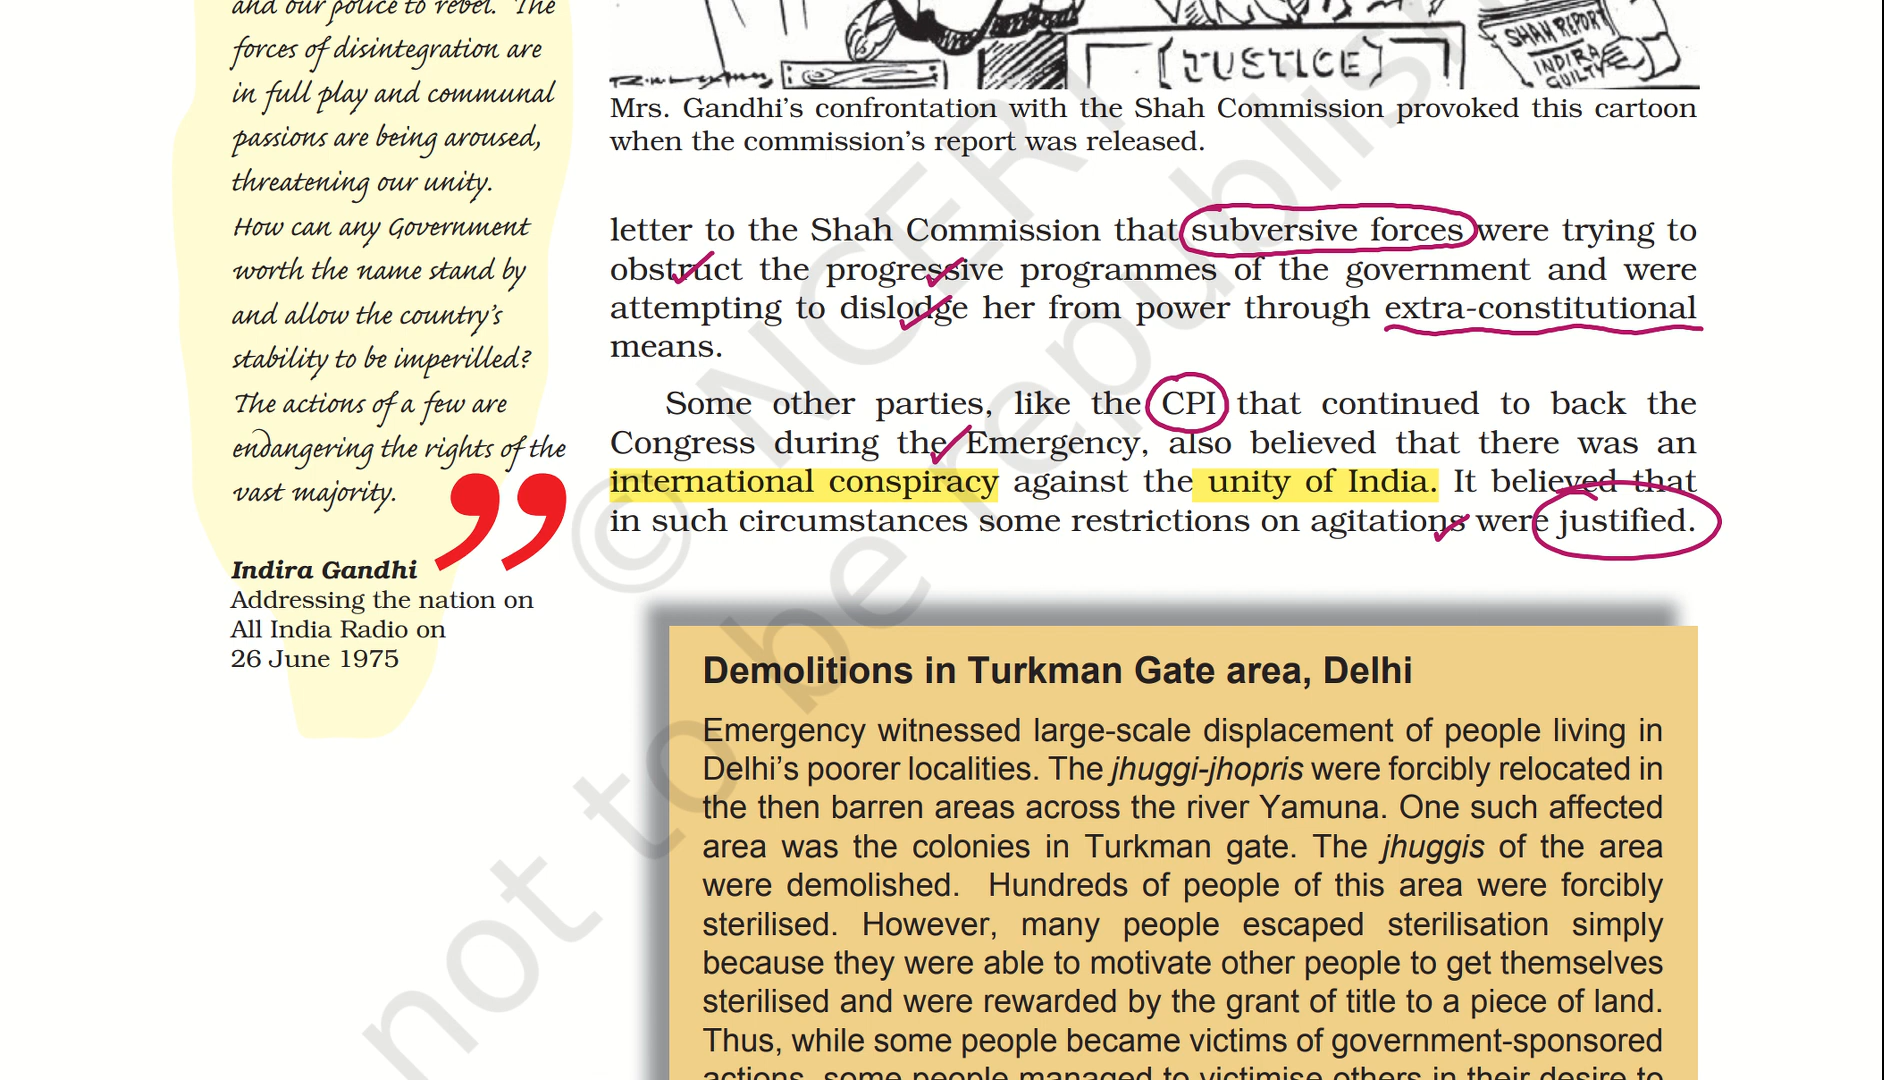 and our police to rebel. The
forces of disintegration are
in full play and communal
passions are being aroused,
threatening our unity.
How can any Government
worth the name stand by
and allow the country's
stability to be imperilled?
The actions of a few are
endangering the rights of the
vast majority.
”
Indira Gandhi
Addressing the nation on
All India Radio on
26 June 1975
[JUSTICE]
SHAH REPORT
INDIRA
GUILTY
Mrs. Gandhi's confrontation with the Shah Commission provoked this cartoon
when the commission's report was released.
letter to the Shah Commission that subversive forces were trying to
obstruct the progressive programmes of the government and were
attempting to dislodge her from power through extra-constitutional
means.
Some other parties, like the CPI that continued to back the
Congress during the Emergency, also believed that there was an
international conspiracy against the unity of India. It believed that
in such circumstances some restrictions on agitations were justified.
Demolitions in Turkman Gate area, Delhi
Emergency witnessed large-scale displacement of people living in
Delhi's poorer localities. The jhuggi-jhopris were forcibly relocated in
the then barren areas across the river Yamuna. One such affected
area was the colonies in Turkman gate. The jhuggis of the area
were demolished. Hundreds of people of this area were forcibly
sterilised. However, many people escaped sterilisation simply
because they were able to motivate other people to get themselves
sterilised and were rewarded by the grant of title to a piece of land.
Thus, while some people became victims of government-sponsored
actions, some people managed to victimise others in their desire to
© NCERT
not to be republish